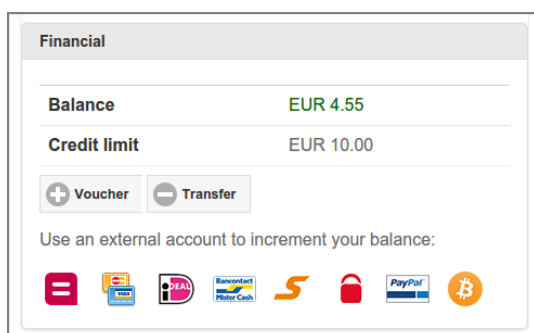 Financial
Balance EUR 4.55
Credit limit EUR 10.00
Voucher Transfer
Use an external account to increment your balance:
VISA iDEAL Bancontact Mister Cash PayPal